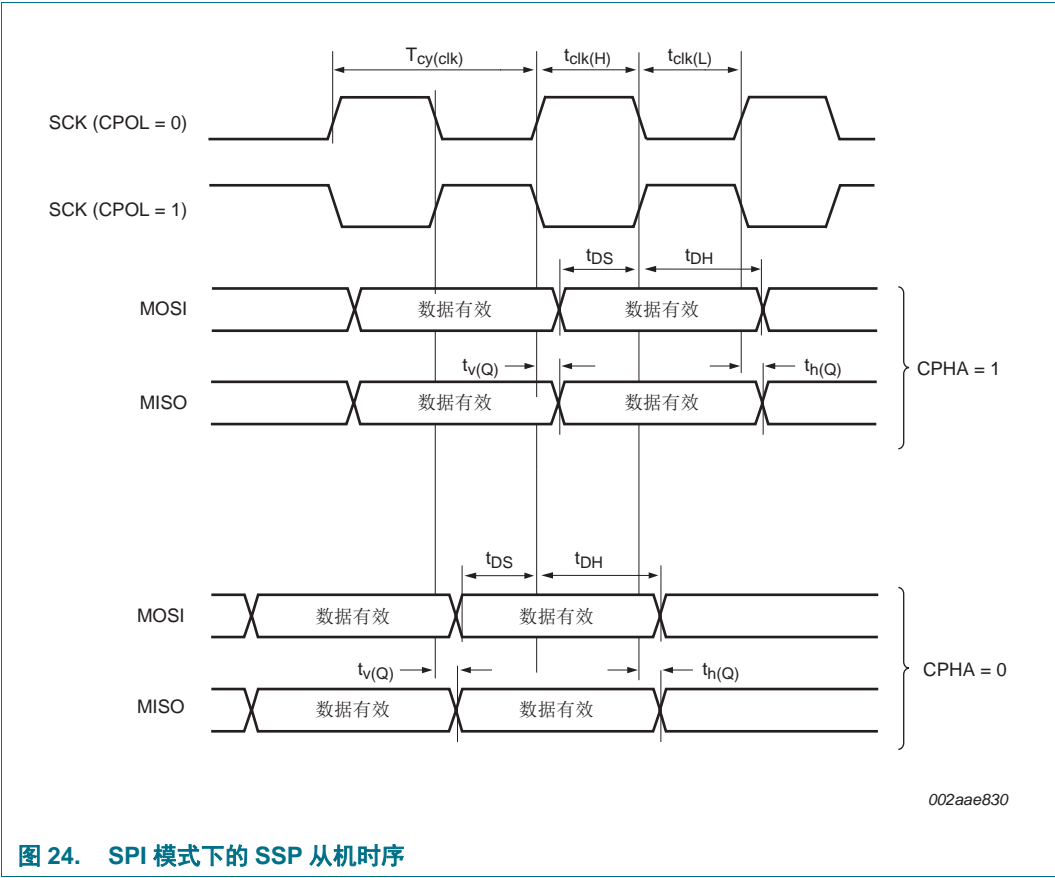 Tcy(clk) tclk(H) tclk(L)
SCK (CPOL = 0)
SCK (CPOL = 1)
tDS tDH
MOSI 数据有效 数据有效
tv(Q) th(Q)
CPHA = 1
MISO 数据有效 数据有效
tDS tDH
MOSI 数据有效 数据有效
tv(Q) th(Q)
CPHA = 0
MISO 数据有效 数据有效
002aae830
图 24. SPI 模式下的 SSP 从机时序